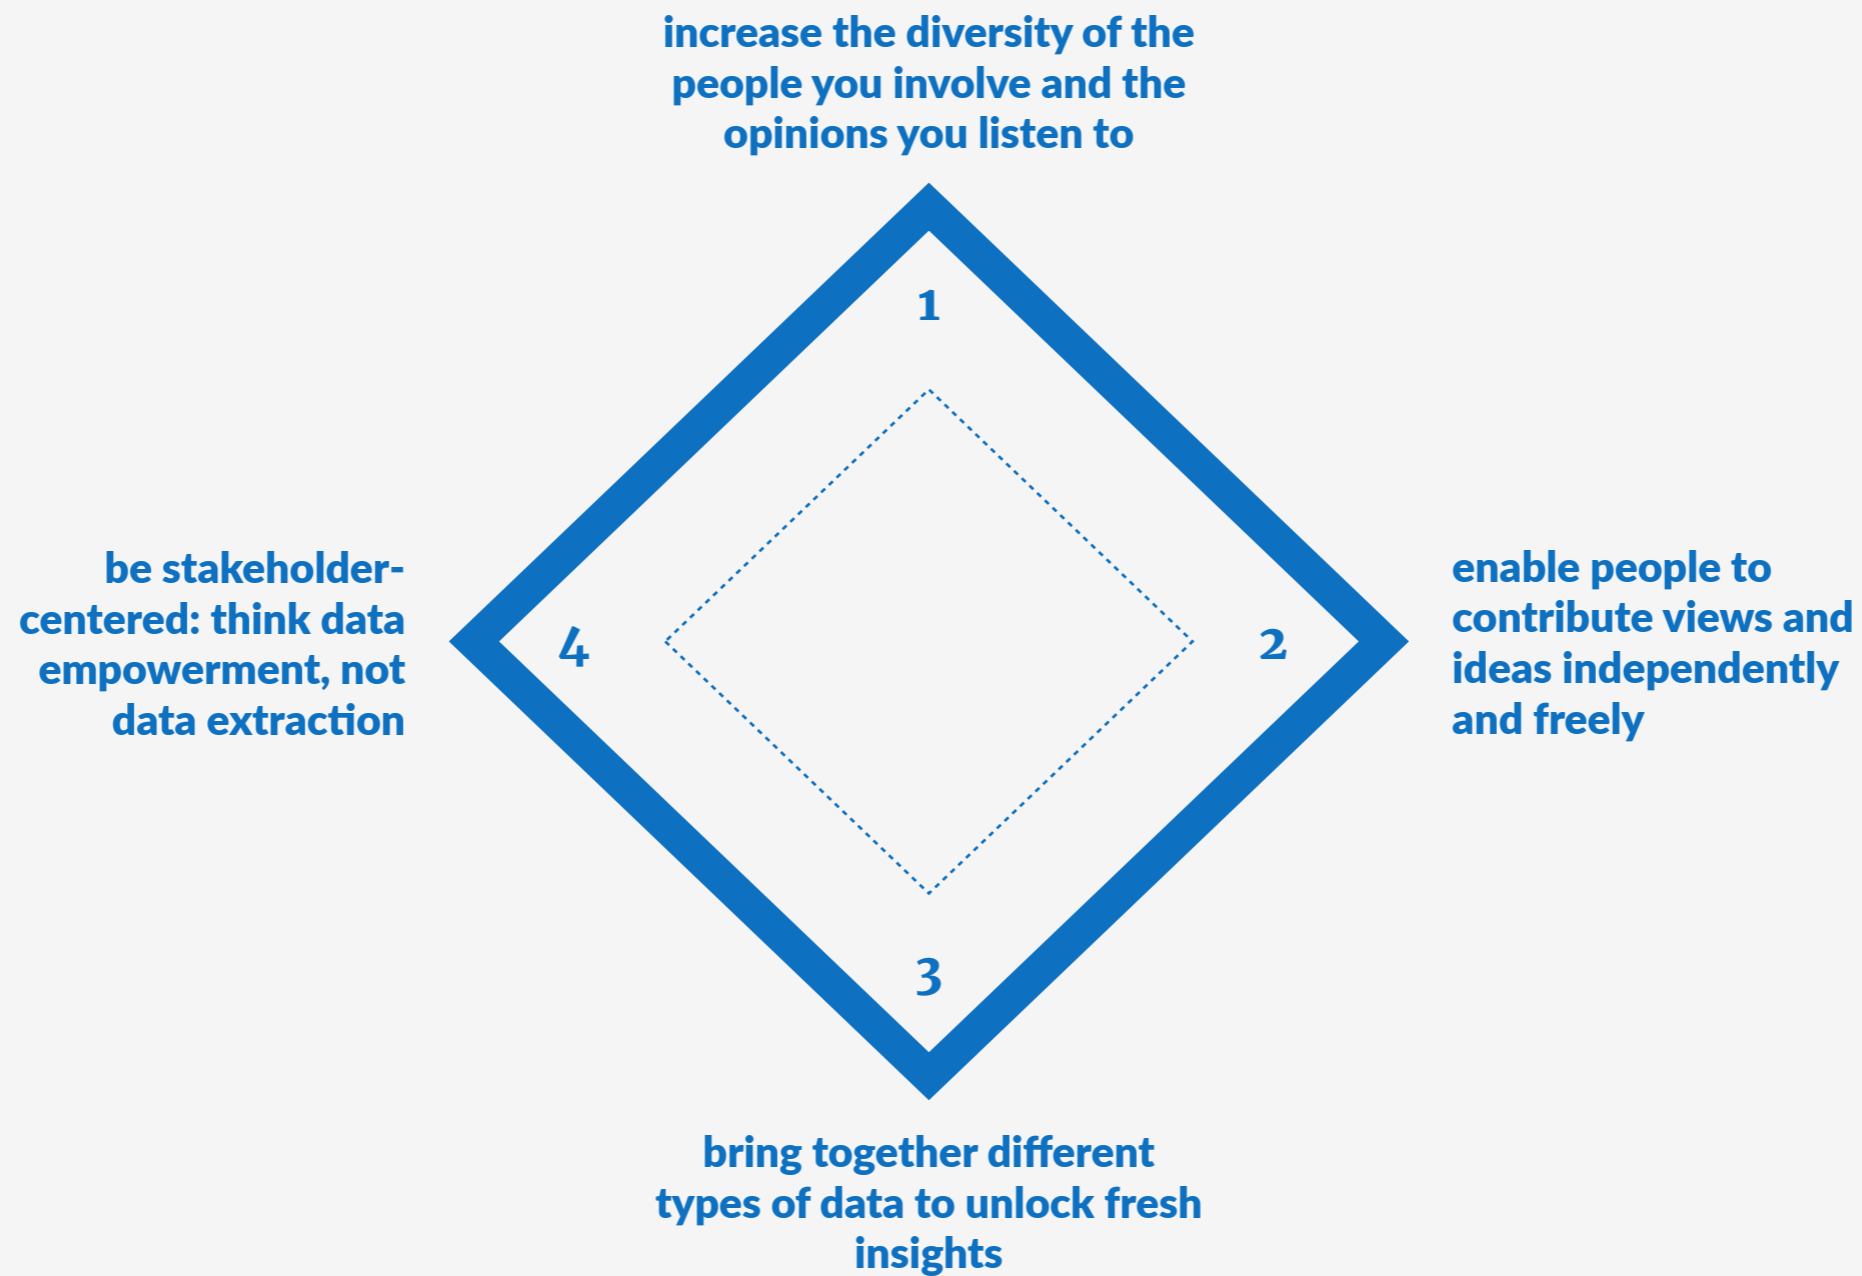 increase the diversity of the
people you involve and the
opinions you listen to
1
be stakeholder-
centered: think data
empowerment, not
data extraction
4
2
enable people to
contribute views and
ideas independently
and freely
3
bring together different
types of data to unlock fresh
insights